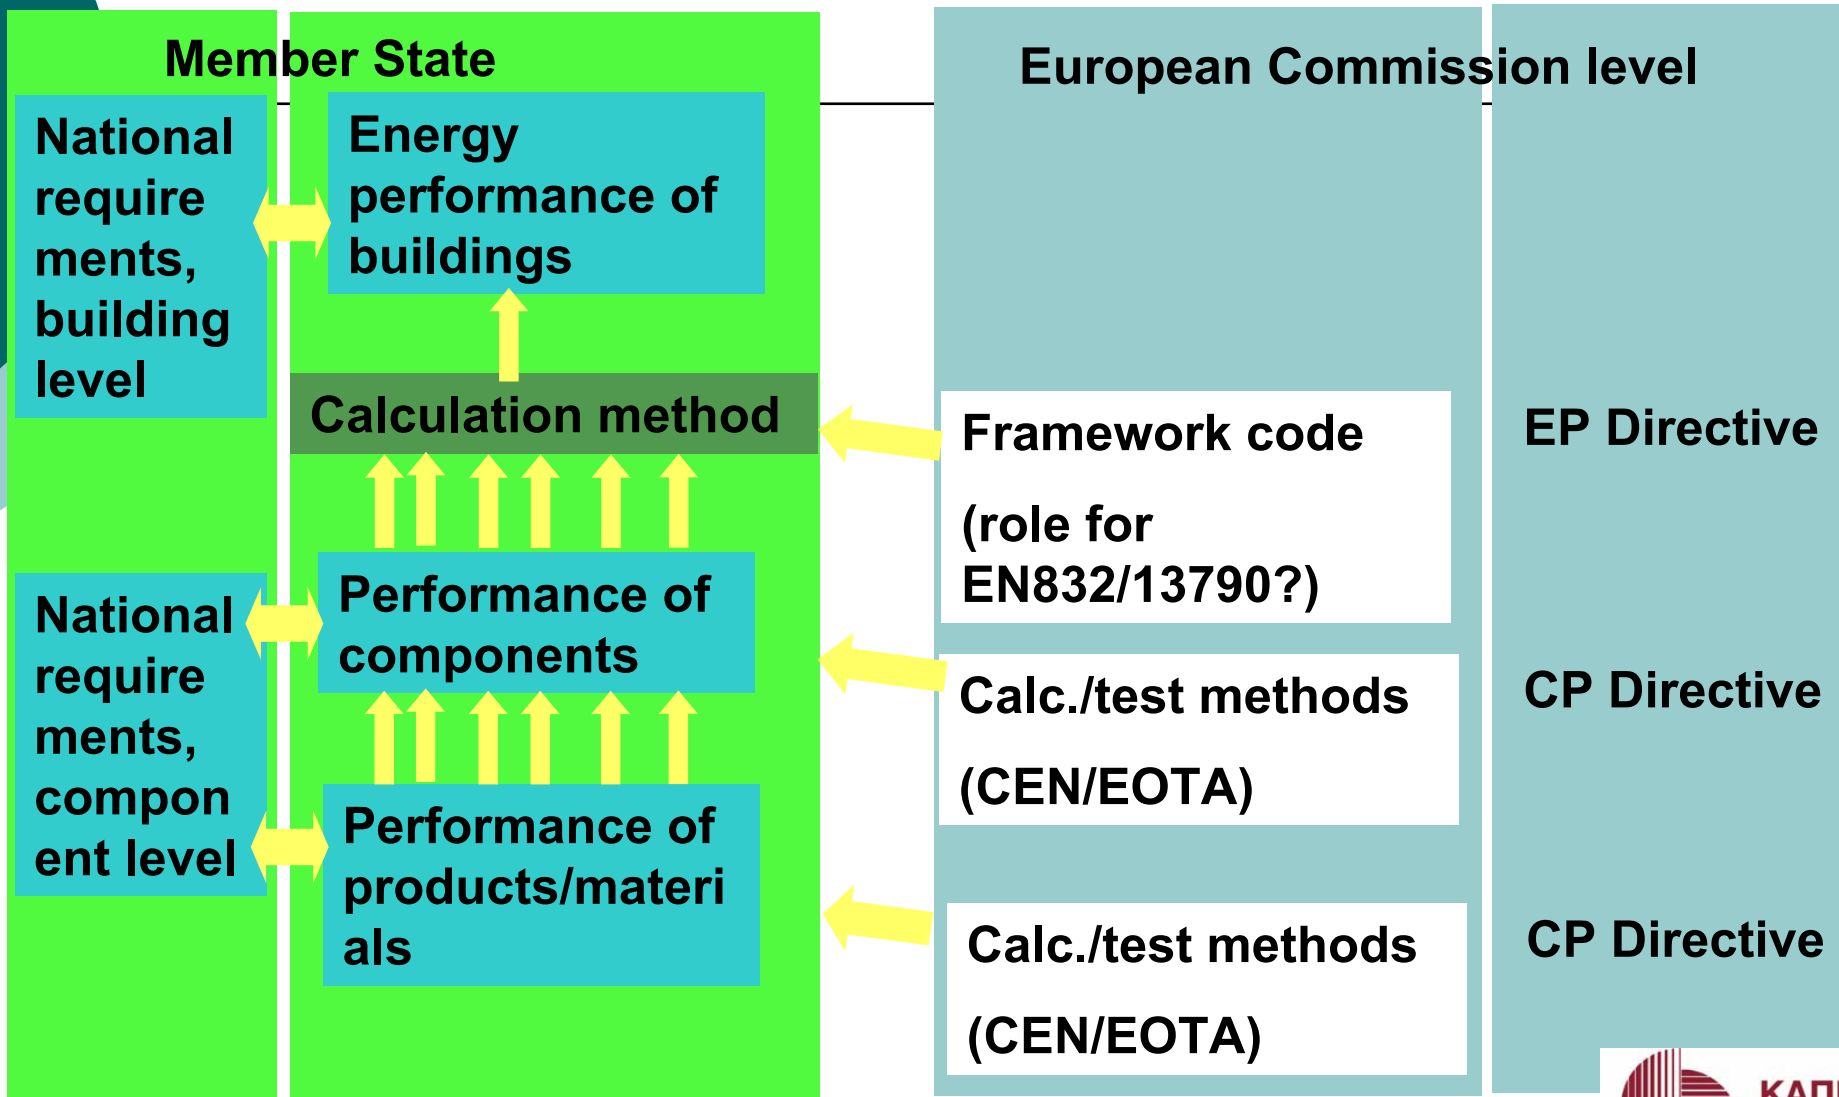 Member State
European Commission level
National
require
ments,
building
level
Energy
performance of
buildings
Calculation method
Framework code
(role for
EN832/13790?)
EP Directive
National
require
ments,
compon
ent level
Performance of
components
Calc./test methods
(CEN/EOTA)
CP Directive
Performance of
products/materi
als
Calc./test methods
(CEN/EOTA)
CP Directive